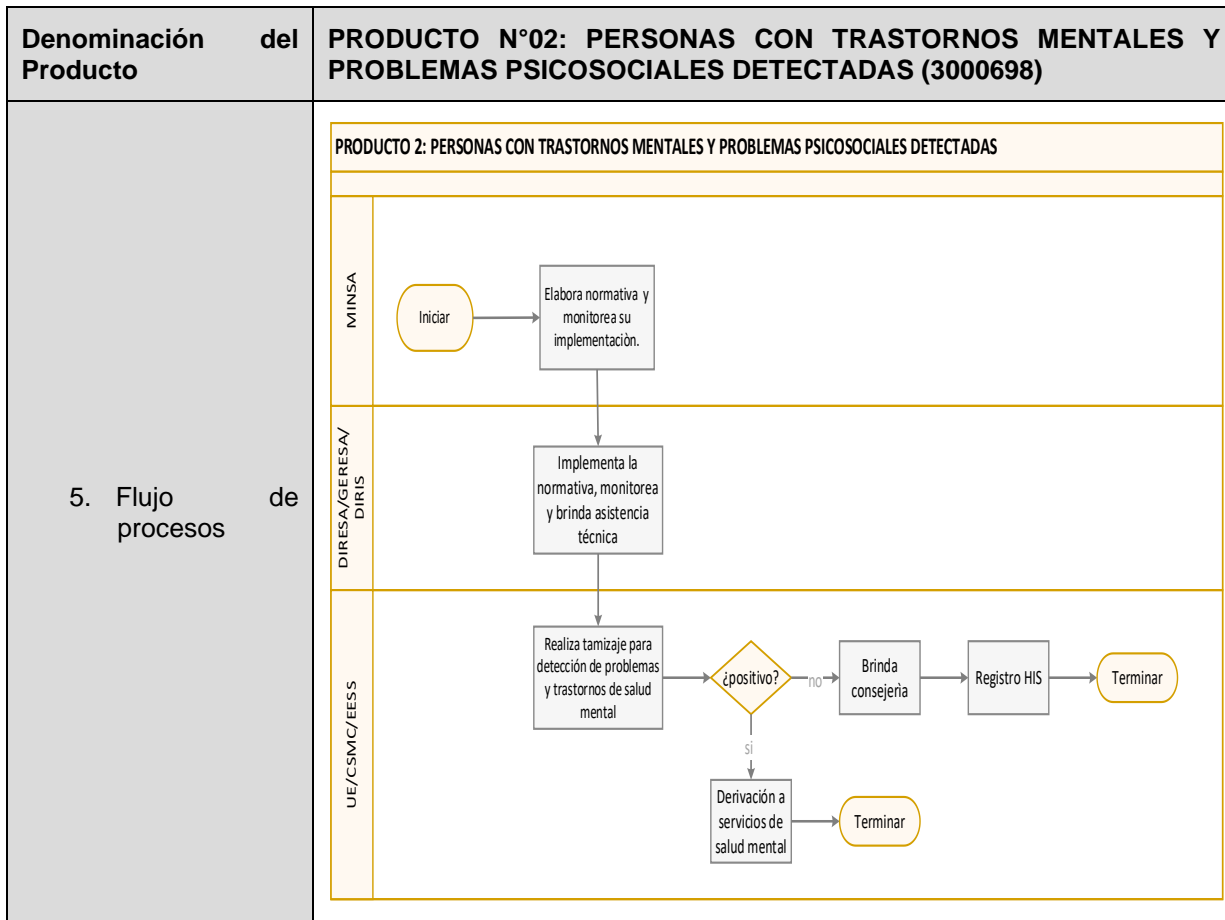 Denominación del
Producto
PRODUCTO N°02: PERSONAS CON TRASTORNOS MENTALES Y
PROBLEMAS PSICOSOCIALES DETECTADAS (3000698)
5. Flujo de
procesos
PRODUCTO 2: PERSONAS CON TRASTORNOS MENTALES Y PROBLEMAS PSICOSOCIALES DETECTADAS
MINSA
Iniciar
Elabora normativa y
monitorea su
implementaciòn.
DIRESA/GERESA/
DIRIS
Implementa la
normativa, monitorea
y brinda asistencia
técnica
UE/CSMC/EESS
Realiza tamizaje para
detección de problemas
y trastornos de salud
mental
¿positivo?
no
Brinda
consejerìa
Registro HIS
Terminar
si
Derivación a
servicios de
salud mental
Terminar